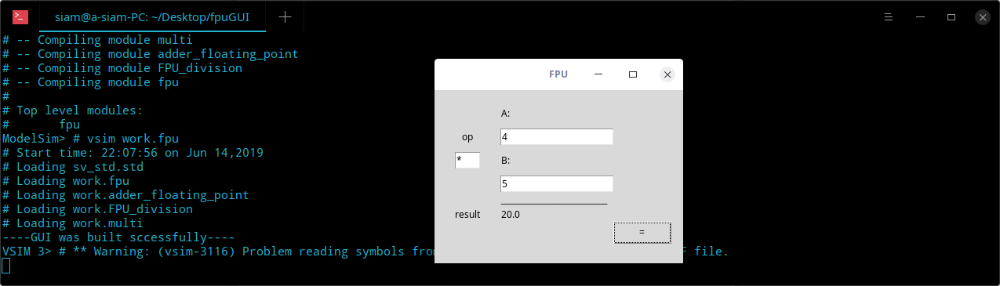 siam@a-siam-PC: ~/Desktop/fpuGUI
# -- Compiling module multi
# -- Compiling module adder_floating_point
# -- Compiling module FPU_division
# -- Compiling module fpu
#
# Top level modules:
#       fpu
ModelSim> # vsim work.fpu
# Start time: 22:07:56 on Jun 14,2019
# Loading sv_std.std
# Loading work.fpu
# Loading work.adder_floating_point
# Loading work.FPU_division
# Loading work.multi
----GUI was built sccessfully----
VSIM 3> # ** Warning: (vsim-3116) Problem reading symbols from
F file.
FPU
A:
op
4
*
B:
5
result
20.0
=